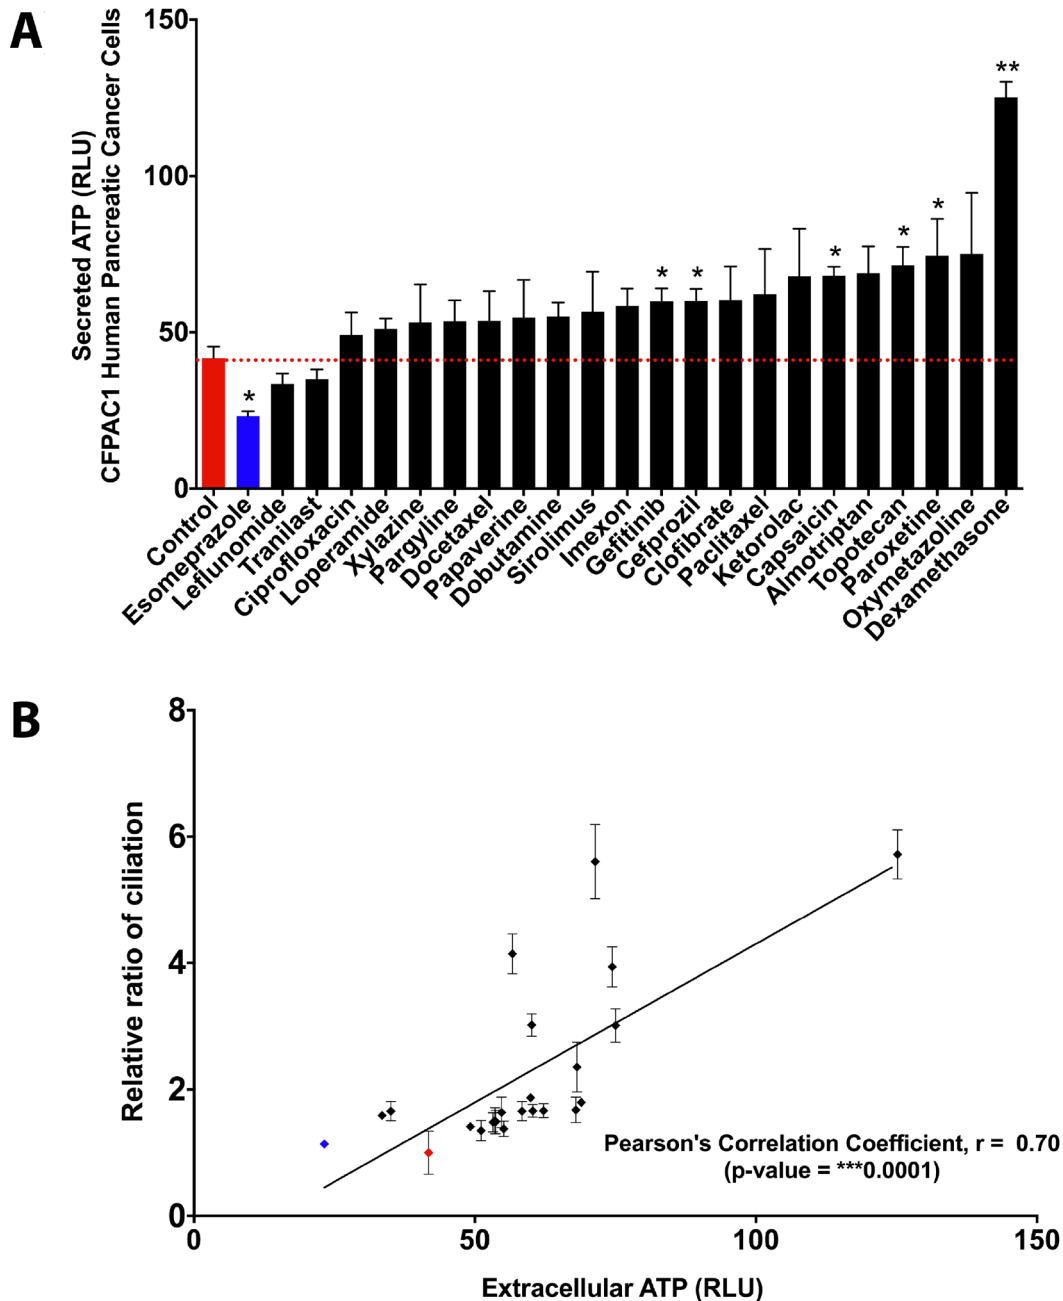 A
Secreted ATP (RLU)
CFPAC1 Human Pancreatic Cancer Cells
150
100
50
0
*
*
*
*
*
*
**
Control
Esomeprazole
Leflunomide
Tranilast
Ciprofloxacin
Loperamide
Xylazine
Pargyline
Docetaxel
Papaverine
Dobutamine
Sirolimus
Imexon
Gefitinib
Cefprozil
Clofibrate
Paclitaxel
Ketorolac
Capsaicin
Almotriptan
Topotecan
Paroxetine
Oxymetazoline
Dexamethasone
B
Relative ratio of ciliation
8
6
4
2
0
Pearson's Correlation Coefficient, r = 0.70
(p-value = ***0.0001)
0
50
100
150
Extracellular ATP (RLU)